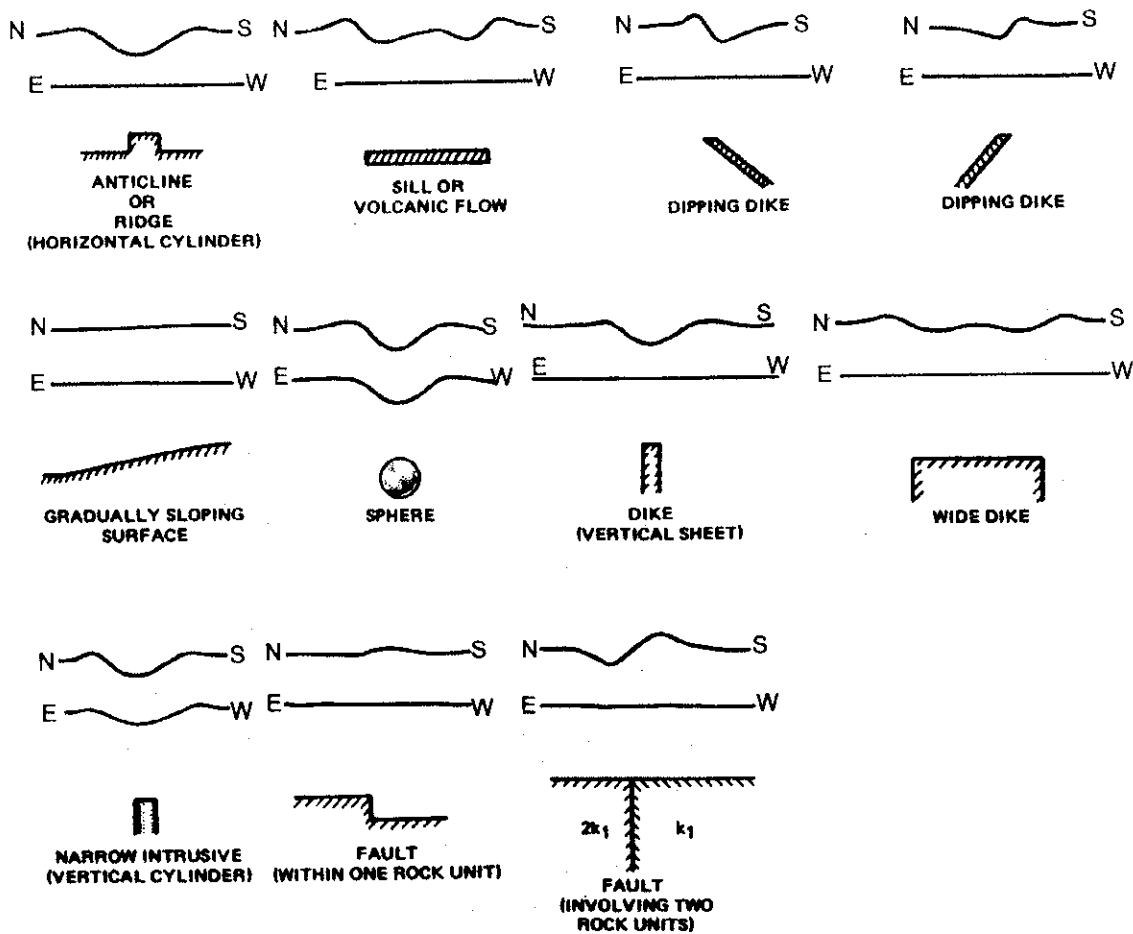 N S N S N S N S
E W E W E W E W
ANTICLINE
OR
RIDGE
(HORIZONTAL CYLINDER)
SILL OR
VOLCANIC FLOW
DIPPING DIKE
DIPPING DIKE
N S N S N S N S
E W E W E W E W
GRADUALLY SLOPING
SURFACE
SPHERE
DIKE
(VERTICAL SHEET)
WIDE DIKE
N S N S N S
E W E W E W
2k₁ k₁
NARROW INTRUSIVE
(VERTICAL CYLINDER)
FAULT
(WITHIN ONE ROCK UNIT)
FAULT
(INVOLVING TWO
ROCK UNITS)